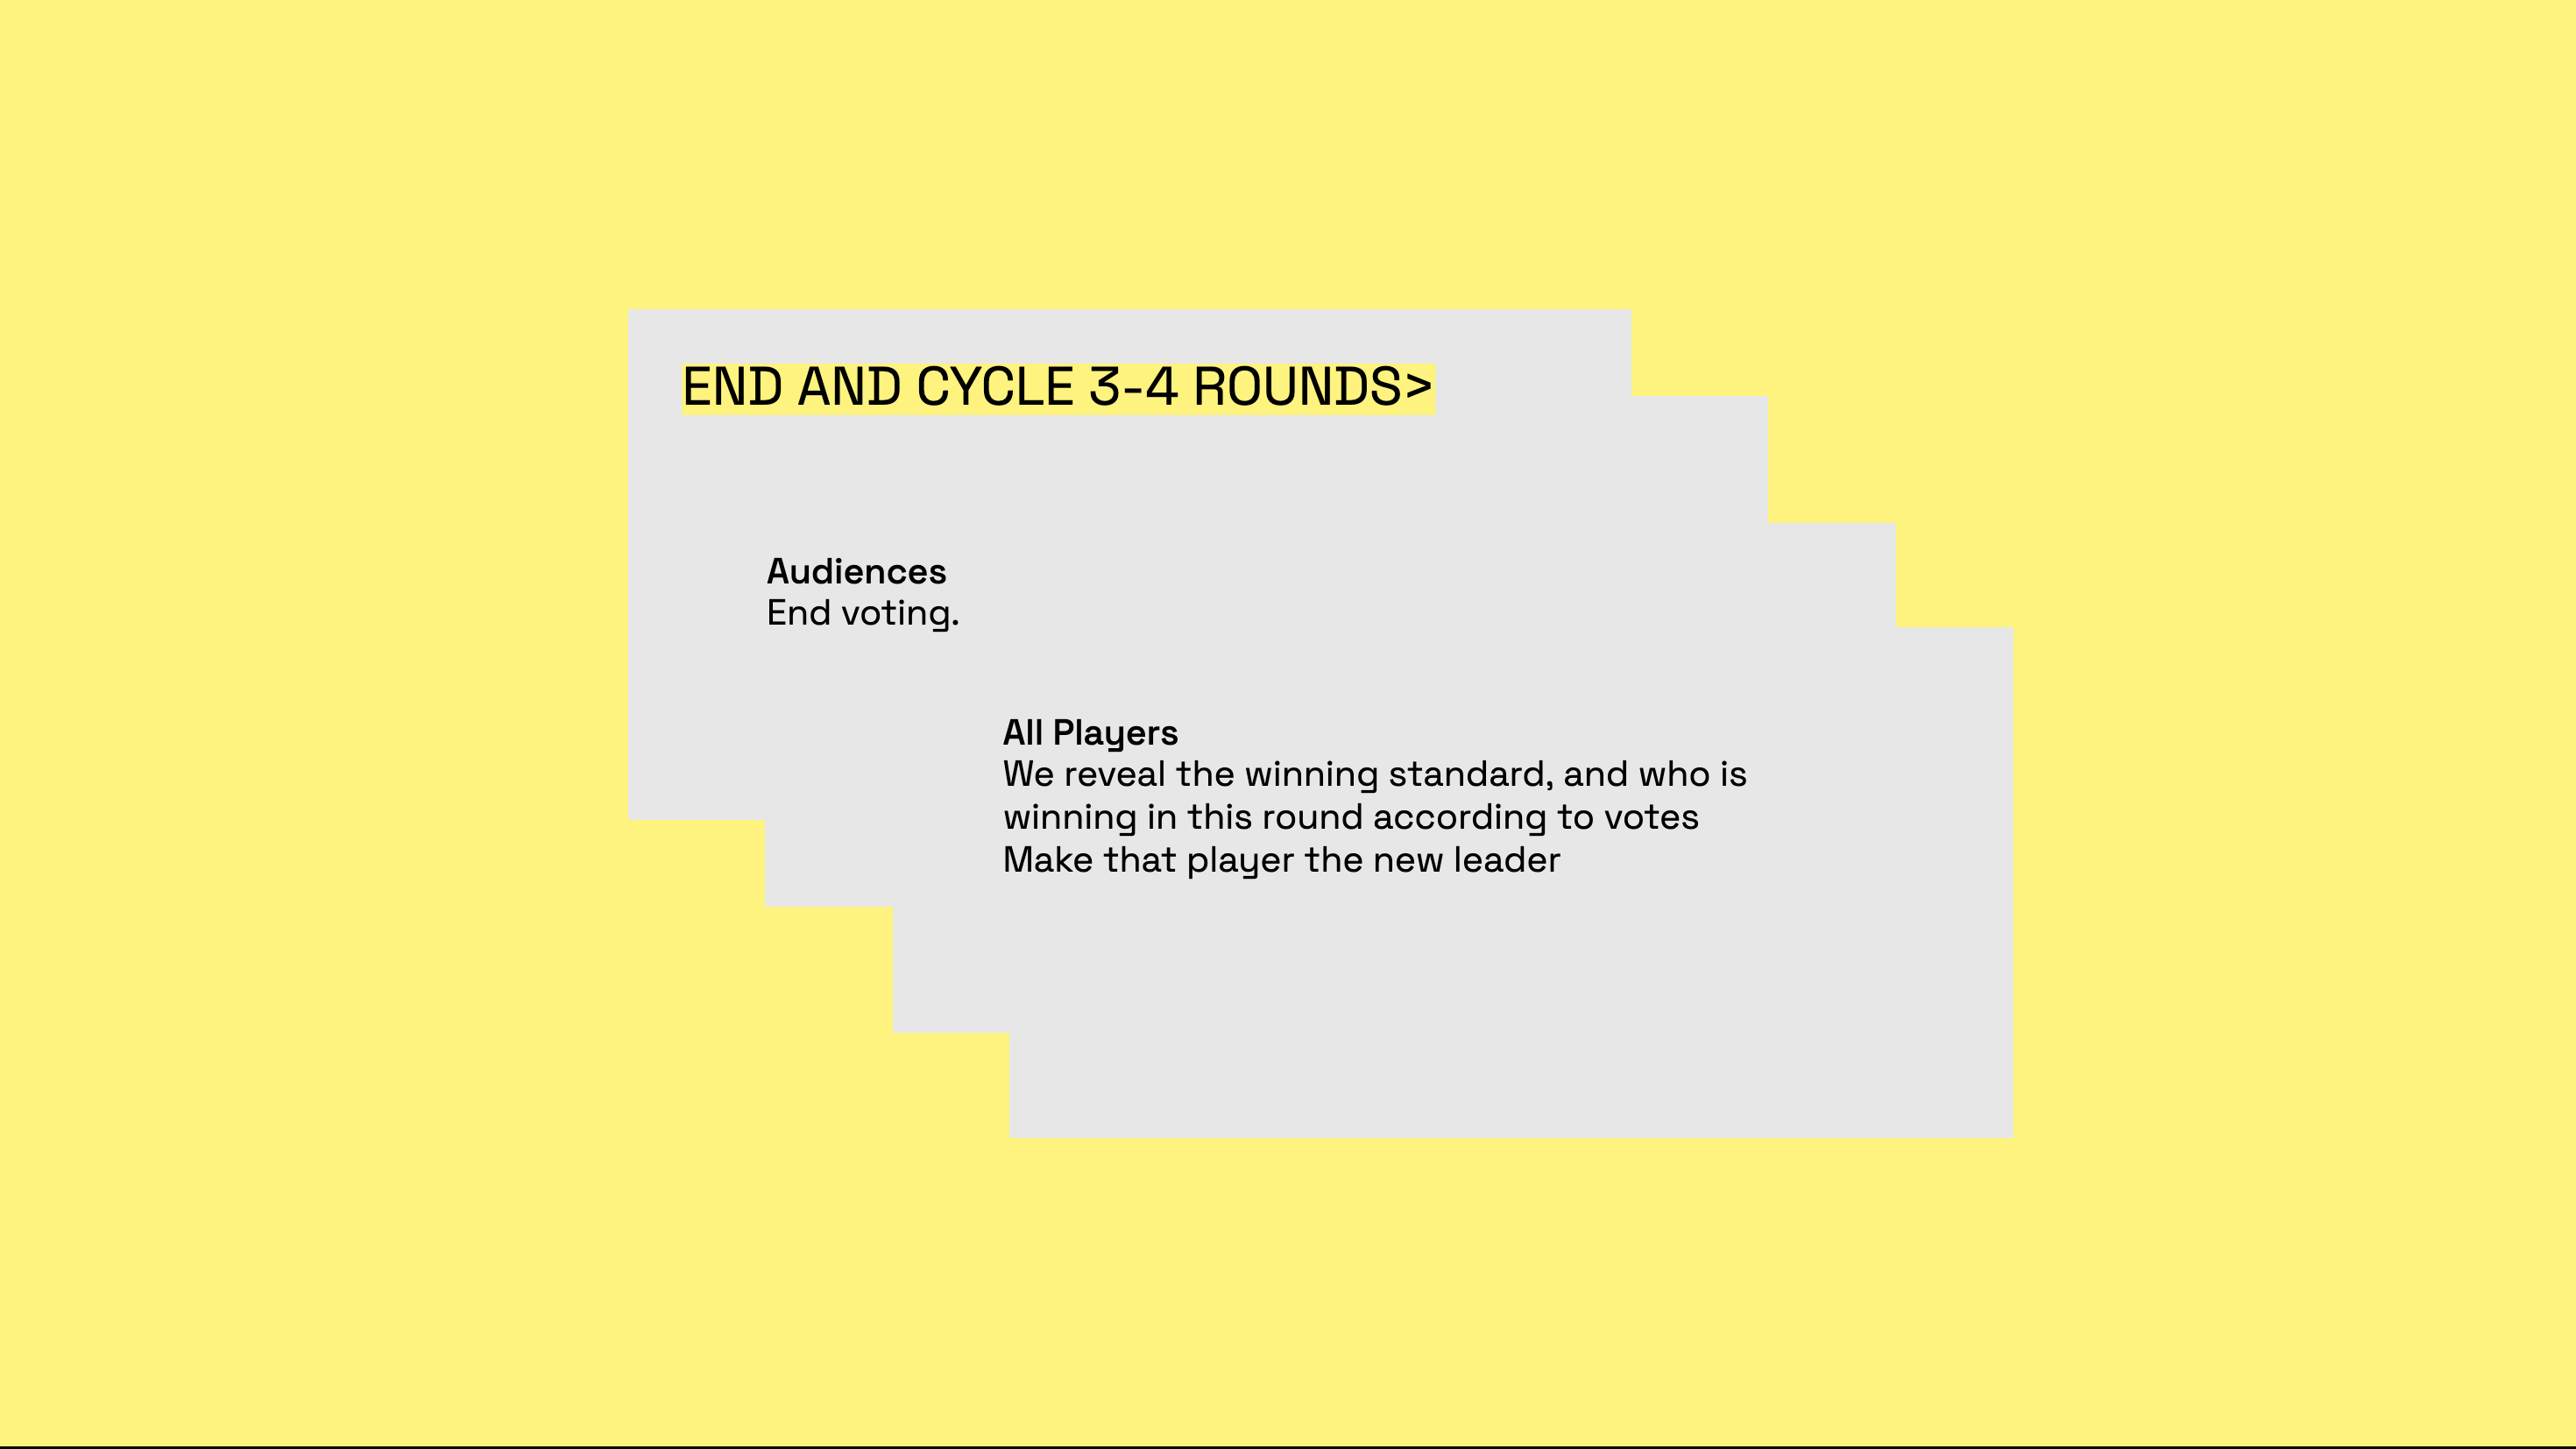 END AND CYCLE 3-4 ROUNDS>
Audiences
End voting.
All Players
We reveal the winning standard, and who is
winning in this round according to votes
Make that player the new leader